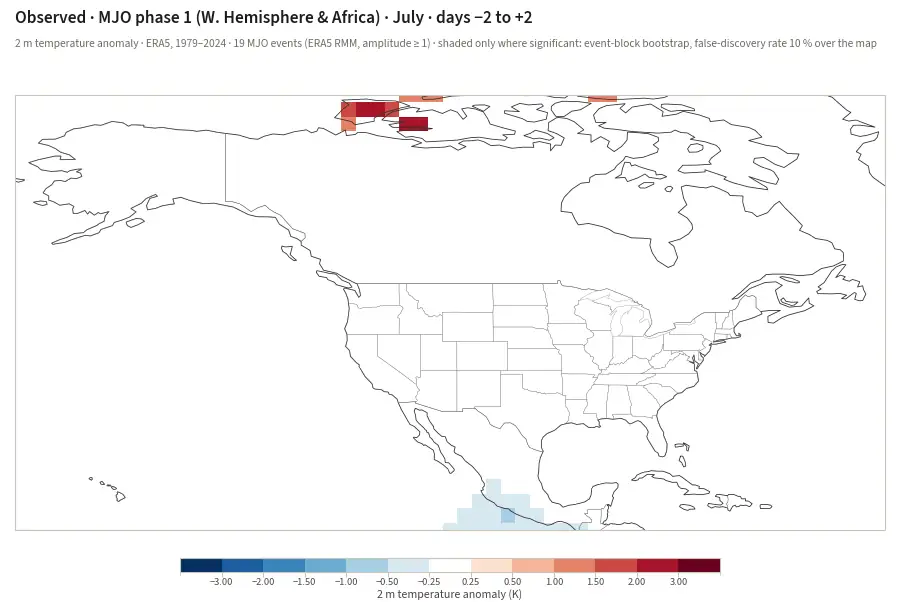 Observed · MJO phase 1 (W. Hemisphere & Africa) · July · days −2 to +2
2 m temperature anomaly · ERA5, 1979–2024 · 19 MJO events (ERA5 RMM, amplitude ≥ 1) · shaded only where significant: event-block bootstrap, false-discovery rate 10 % over the map
−3.00 −2.00 −1.50 −1.00 −0.50 −0.25 0.25 0.50 1.00 1.50 2.00 3.00
2 m temperature anomaly (K)